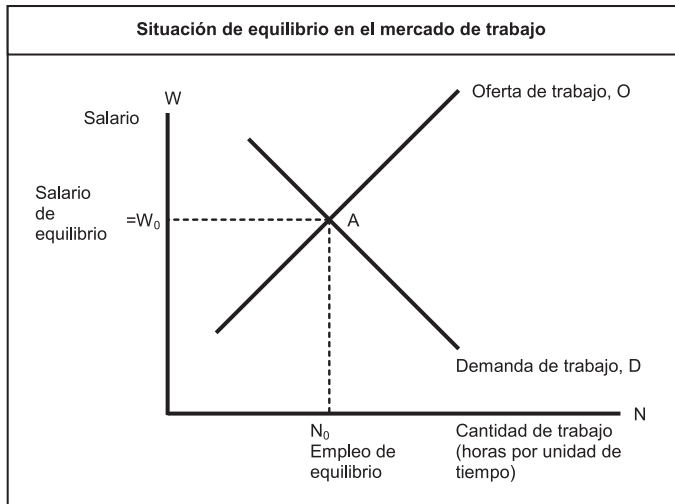 Situación de equilibrio en el mercado de trabajo
W
Oferta de trabajo, O
Salario
Salario
de
equilibrio
=W₀
A
Demanda de trabajo, D
N
N₀
Empleo de
equilibrio
Cantidad de trabajo
(horas por unidad de
tiempo)